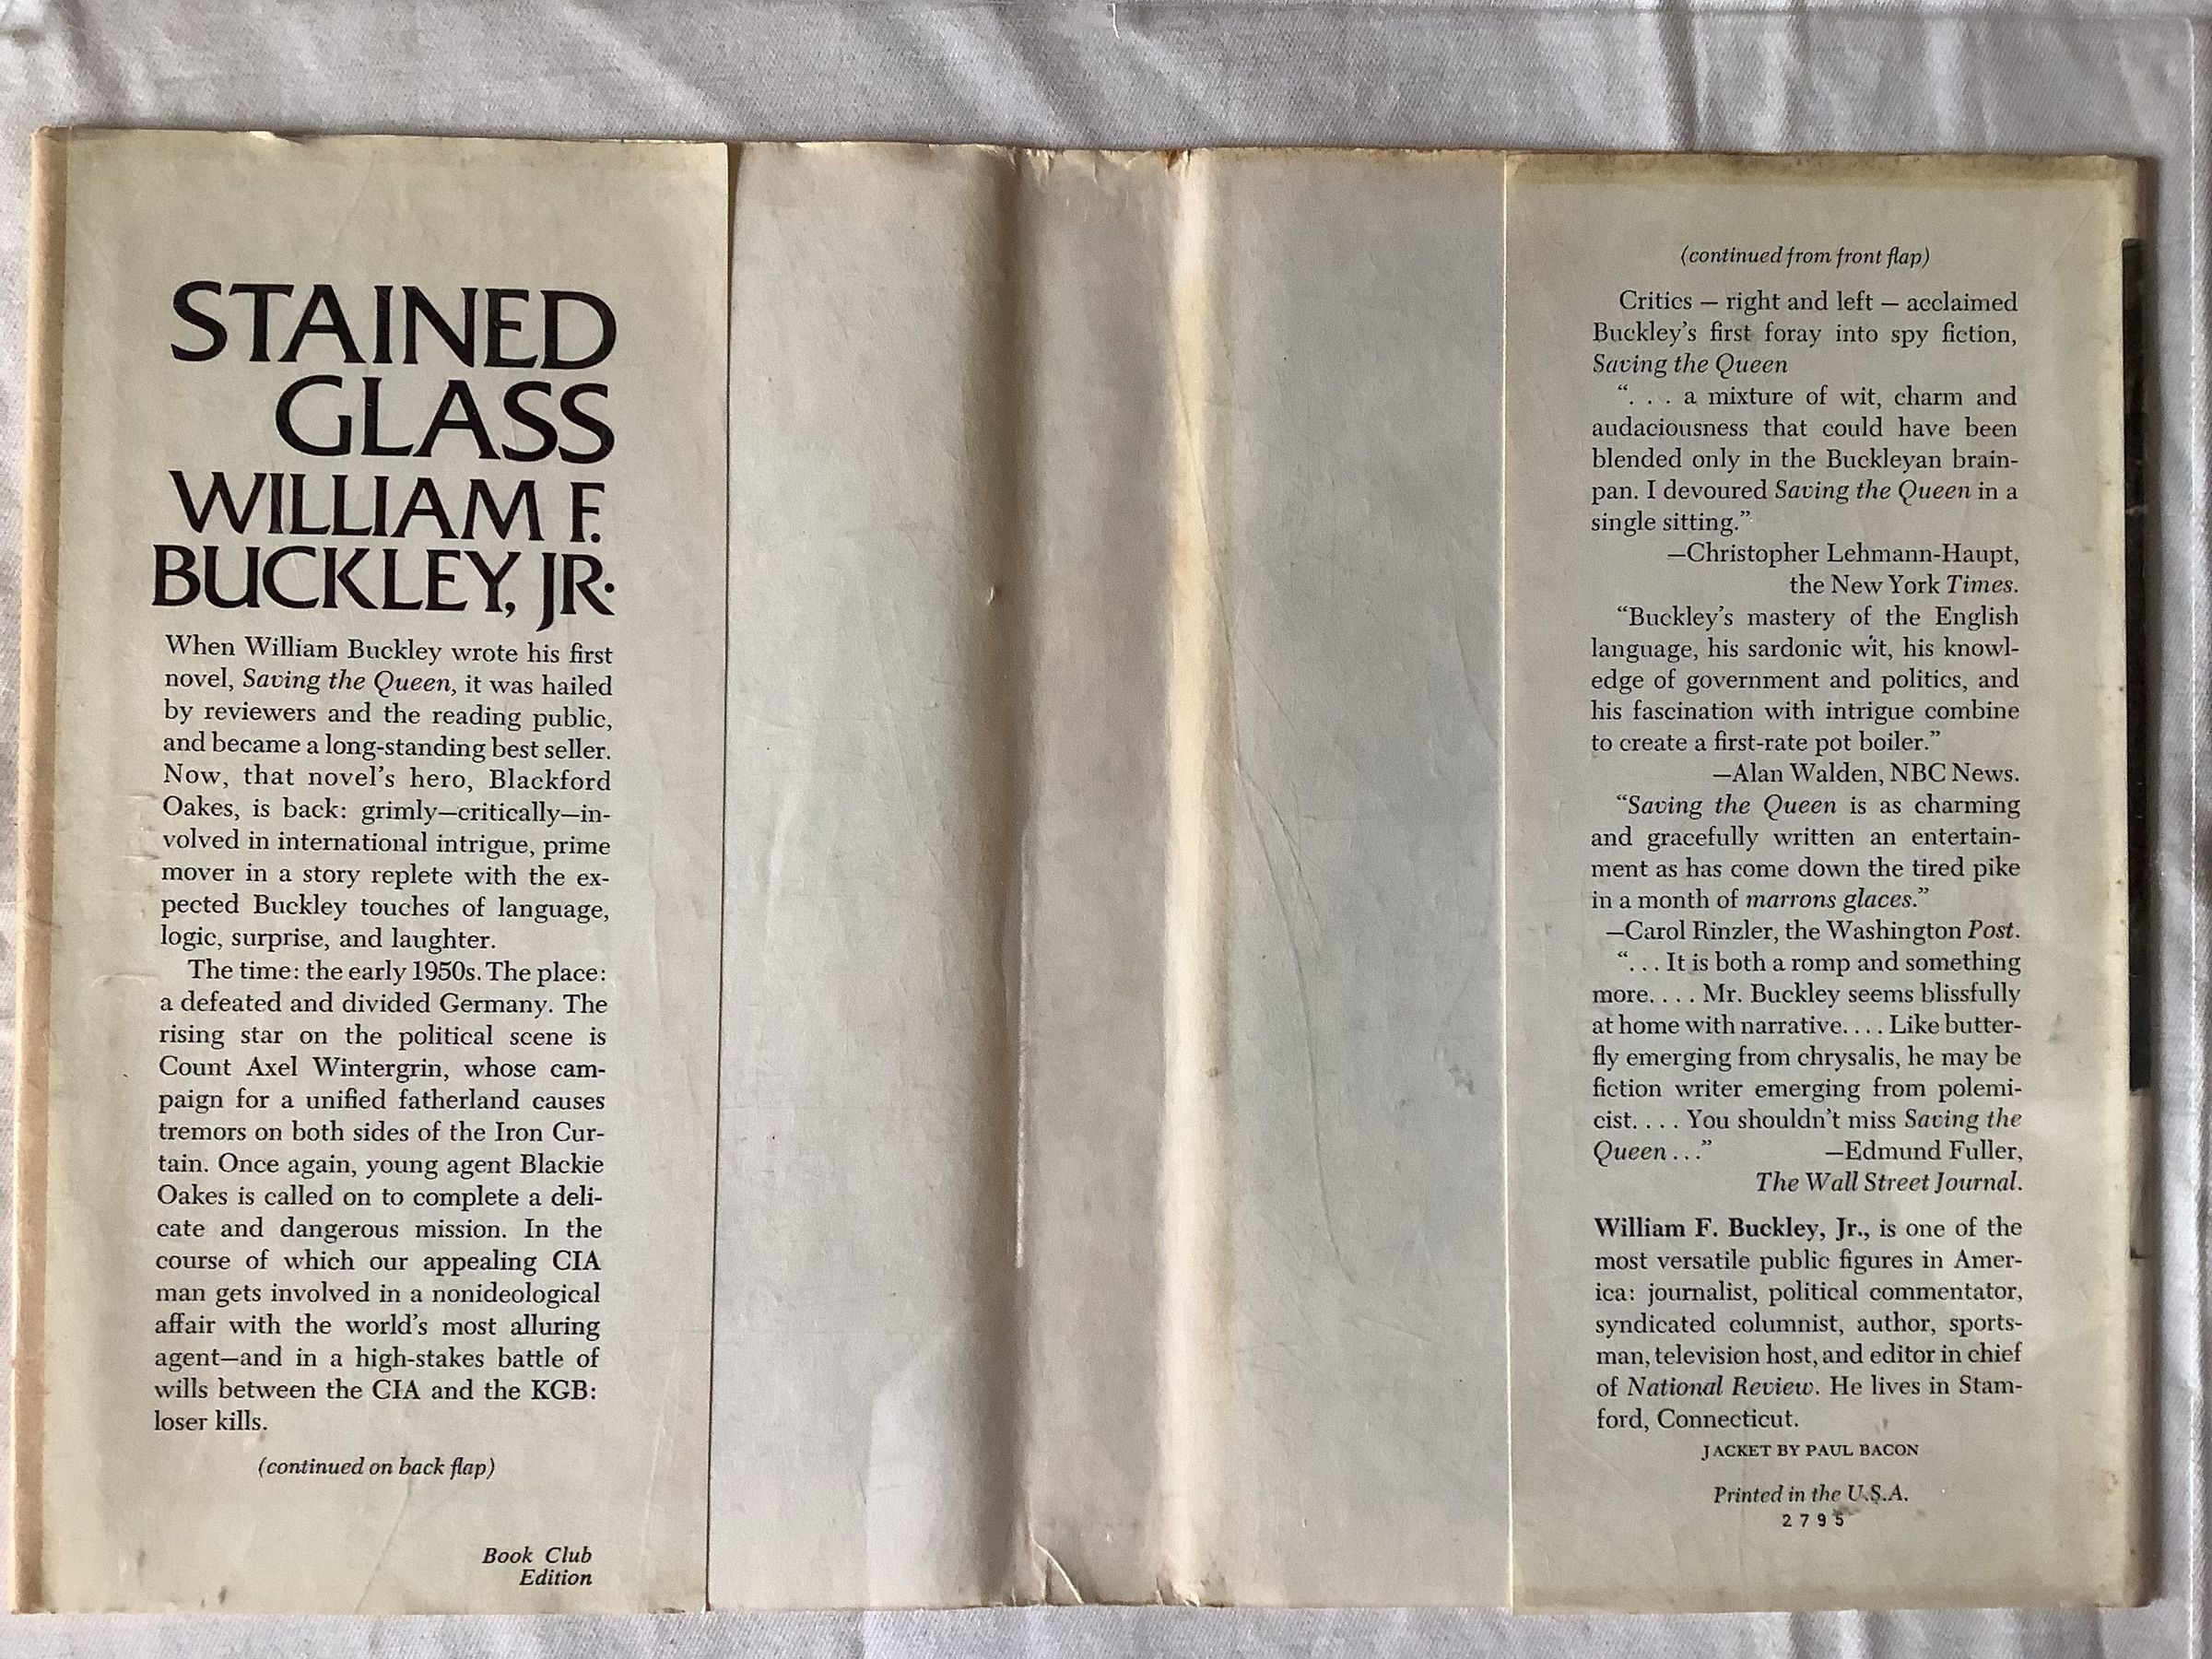 STAINED
GLASS
WILLIAM F.
BUCKLEY, JR.
When William Buckley wrote his first
novel, Saving the Queen, it was hailed
by reviewers and the reading public,
and became a long-standing best seller.
Now, that novel's hero, Blackford
Oakes, is back: grimly—critically—in-
volved in international intrigue, prime
mover in a story replete with the ex-
pected Buckley touches of language,
logic, surprise, and laughter.
The time: the early 1950s. The place:
a defeated and divided Germany. The
rising star on the political scene is
Count Axel Wintergrin, whose cam-
paign for a unified fatherland causes
tremors on both sides of the Iron Cur-
tain. Once again, young agent Blackie
Oakes is called on to complete a deli-
cate and dangerous mission. In the
course of which our appealing CIA
man gets involved in a nonideological
affair with the world's most alluring
agent—and in a high-stakes battle of
wills between the CIA and the KGB:
loser kills.
(continued on back flap)
Book Club
Edition
(continued from front flap)
Critics — right and left — acclaimed
Buckley's first foray into spy fiction,
Saving the Queen
“. . . a mixture of wit, charm and
audaciousness that could have been
blended only in the Buckleyan brain-
pan. I devoured Saving the Queen in a
single sitting.”
—Christopher Lehmann-Haupt,
the New York Times.
“Buckley's mastery of the English
language, his sardonic wit, his knowl-
edge of government and politics, and
his fascination with intrigue combine
to create a first-rate pot boiler.”
—Alan Walden, NBC News.
“Saving the Queen is as charming
and gracefully written an entertain-
ment as has come down the tired pike
in a month of marrons glaces.”
—Carol Rinzler, the Washington Post.
“. . . It is both a romp and something
more. . . . Mr. Buckley seems blissfully
at home with narrative. . . . Like butter-
fly emerging from chrysalis, he may be
fiction writer emerging from polemi-
cist. . . . You shouldn't miss Saving the
Queen . . .” —Edmund Fuller,
The Wall Street Journal.
William F. Buckley, Jr., is one of the
most versatile public figures in Amer-
ica: journalist, political commentator,
syndicated columnist, author, sports-
man, television host, and editor in chief
of National Review. He lives in Stam-
ford, Connecticut.
JACKET BY PAUL BACON
Printed in the U.S.A.
2795